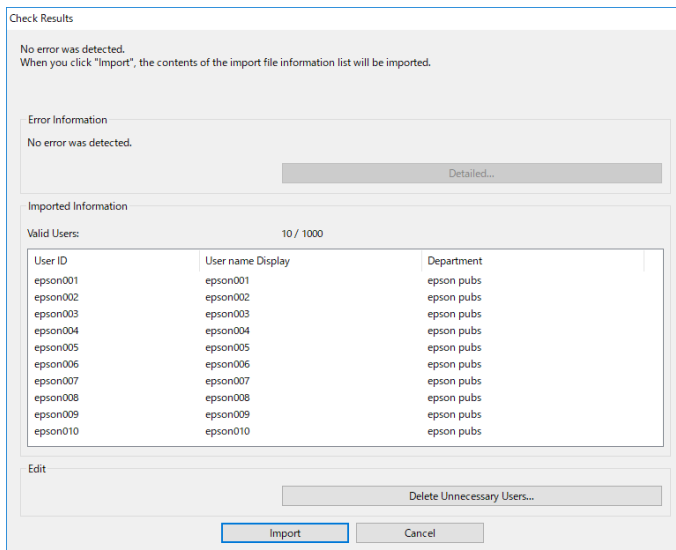 Check Results
No error was detected.
When you click "Import", the contents of the import file information list will be imported.
Error Information
No error was detected.
Detailed...
Imported Information
Valid Users: 10 / 1000
User ID User name Display Department
epson001 epson001 epson pubs
epson002 epson002 epson pubs
epson003 epson003 epson pubs
epson004 epson004 epson pubs
epson005 epson005 epson pubs
epson006 epson006 epson pubs
epson007 epson007 epson pubs
epson008 epson008 epson pubs
epson009 epson009 epson pubs
epson010 epson010 epson pubs
Edit
Delete Unnecessary Users...
Import Cancel